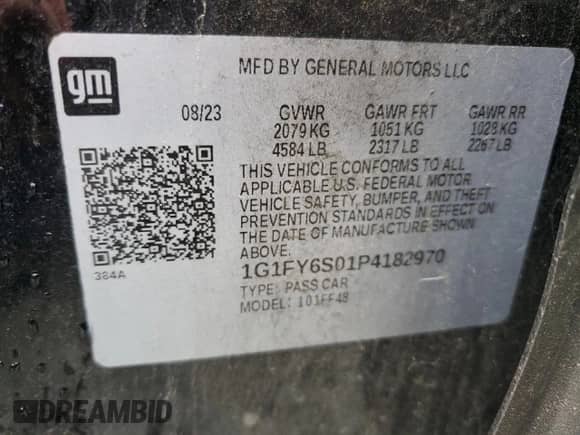 gm
MFD BY GENERAL MOTORS LLC
08/23 GVWR GAWR FRT GAWR RR
2079 KG 1051 KG 1028 KG
4584 LB 2317 LB 2267 LB
THIS VEHICLE CONFORMS TO ALL
APPLICABLE U.S. FEDERAL MOTOR
VEHICLE SAFETY, BUMPER, AND THEFT
PREVENTION STANDARDS IN EFFECT ON
THE DATE OF MANUFACTURE SHOWN
ABOVE.
384A
1G1FY6S01P4182970
TYPE: PASS CAR
MODEL: 101FF48
DREAMBID